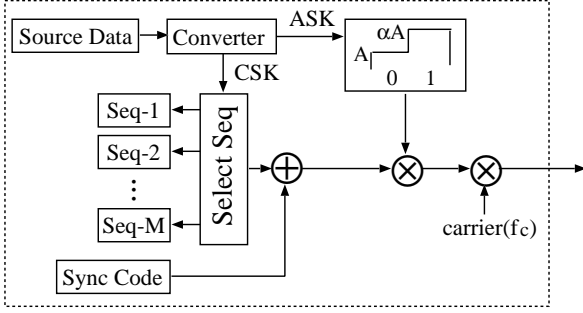 Source Data
Converter
ASK
CSK
αA
A
0 1
Seq-1
Seq-2
Seq-M
Select Seq
Sync Code
carrier(fc)